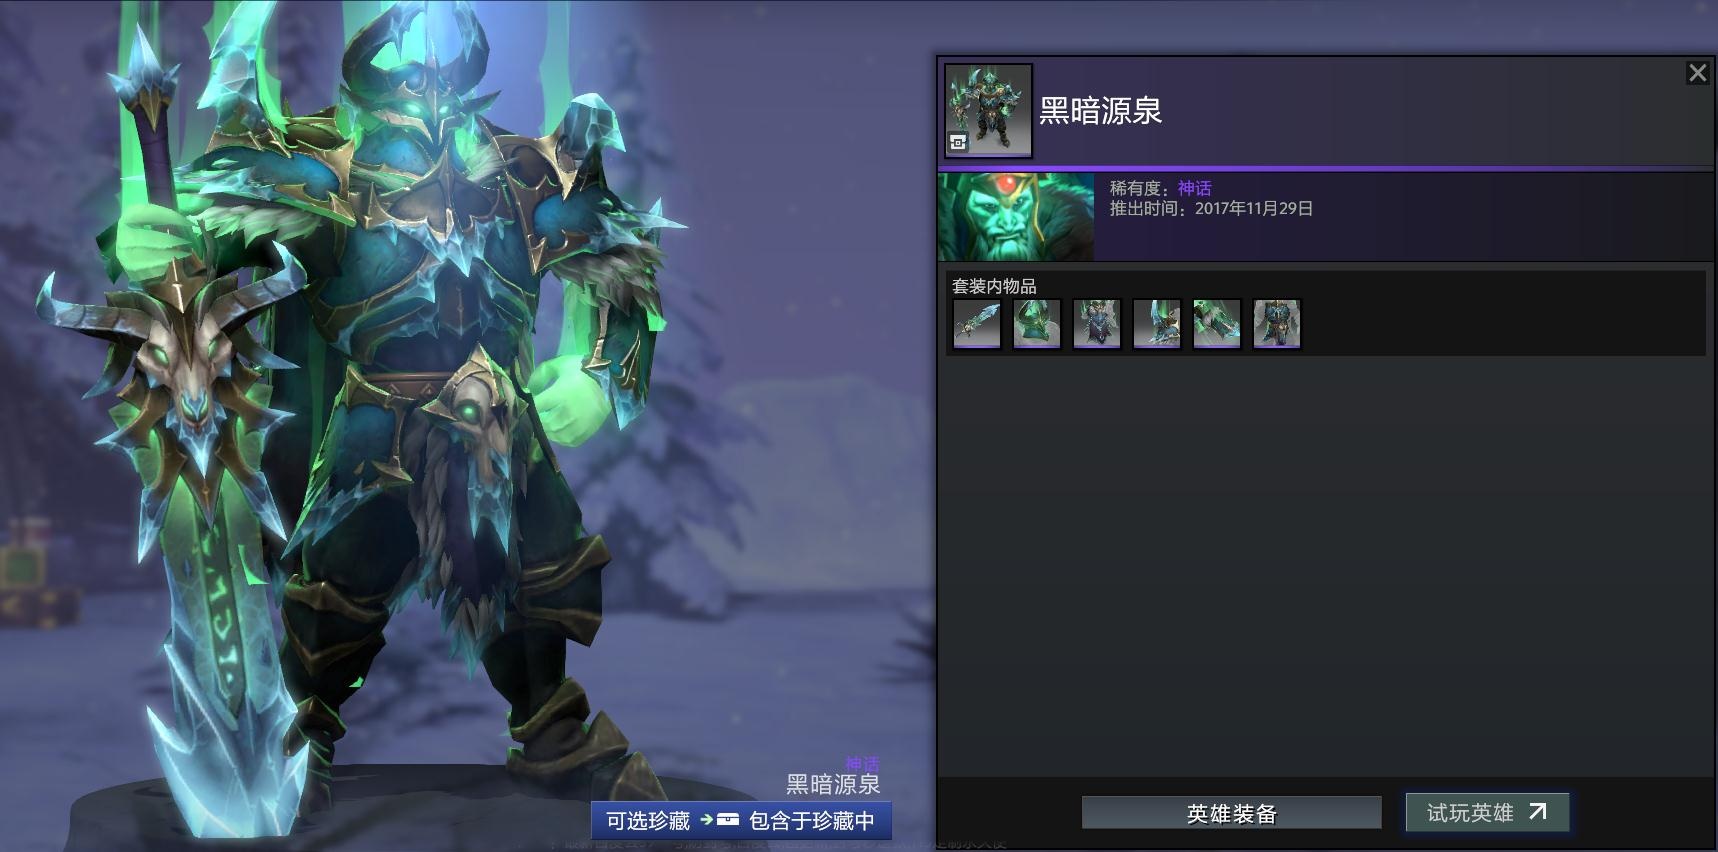 黑暗源泉
稀有度：神话
推出时间：2017年11月29日
套装内物品
神话
黑暗源泉
可选珍藏 包含于珍藏中
英雄装备
试玩英雄